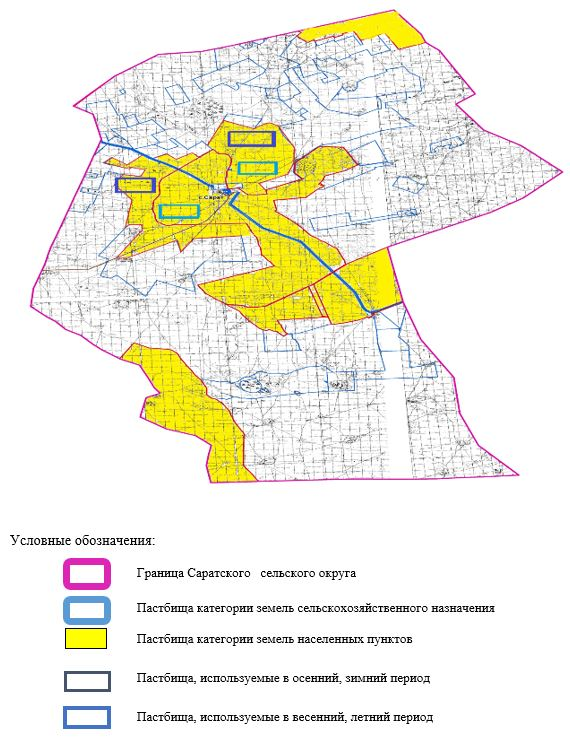 с.Сарат
Условные обозначения:
Граница Саратского сельского округа
Пастбища категории земель сельскохозяйственного назначения
Пастбища категории земель населенных пунктов
Пастбища, используемые в осенний, зимний период
Пастбища, используемые в весенний, летний период